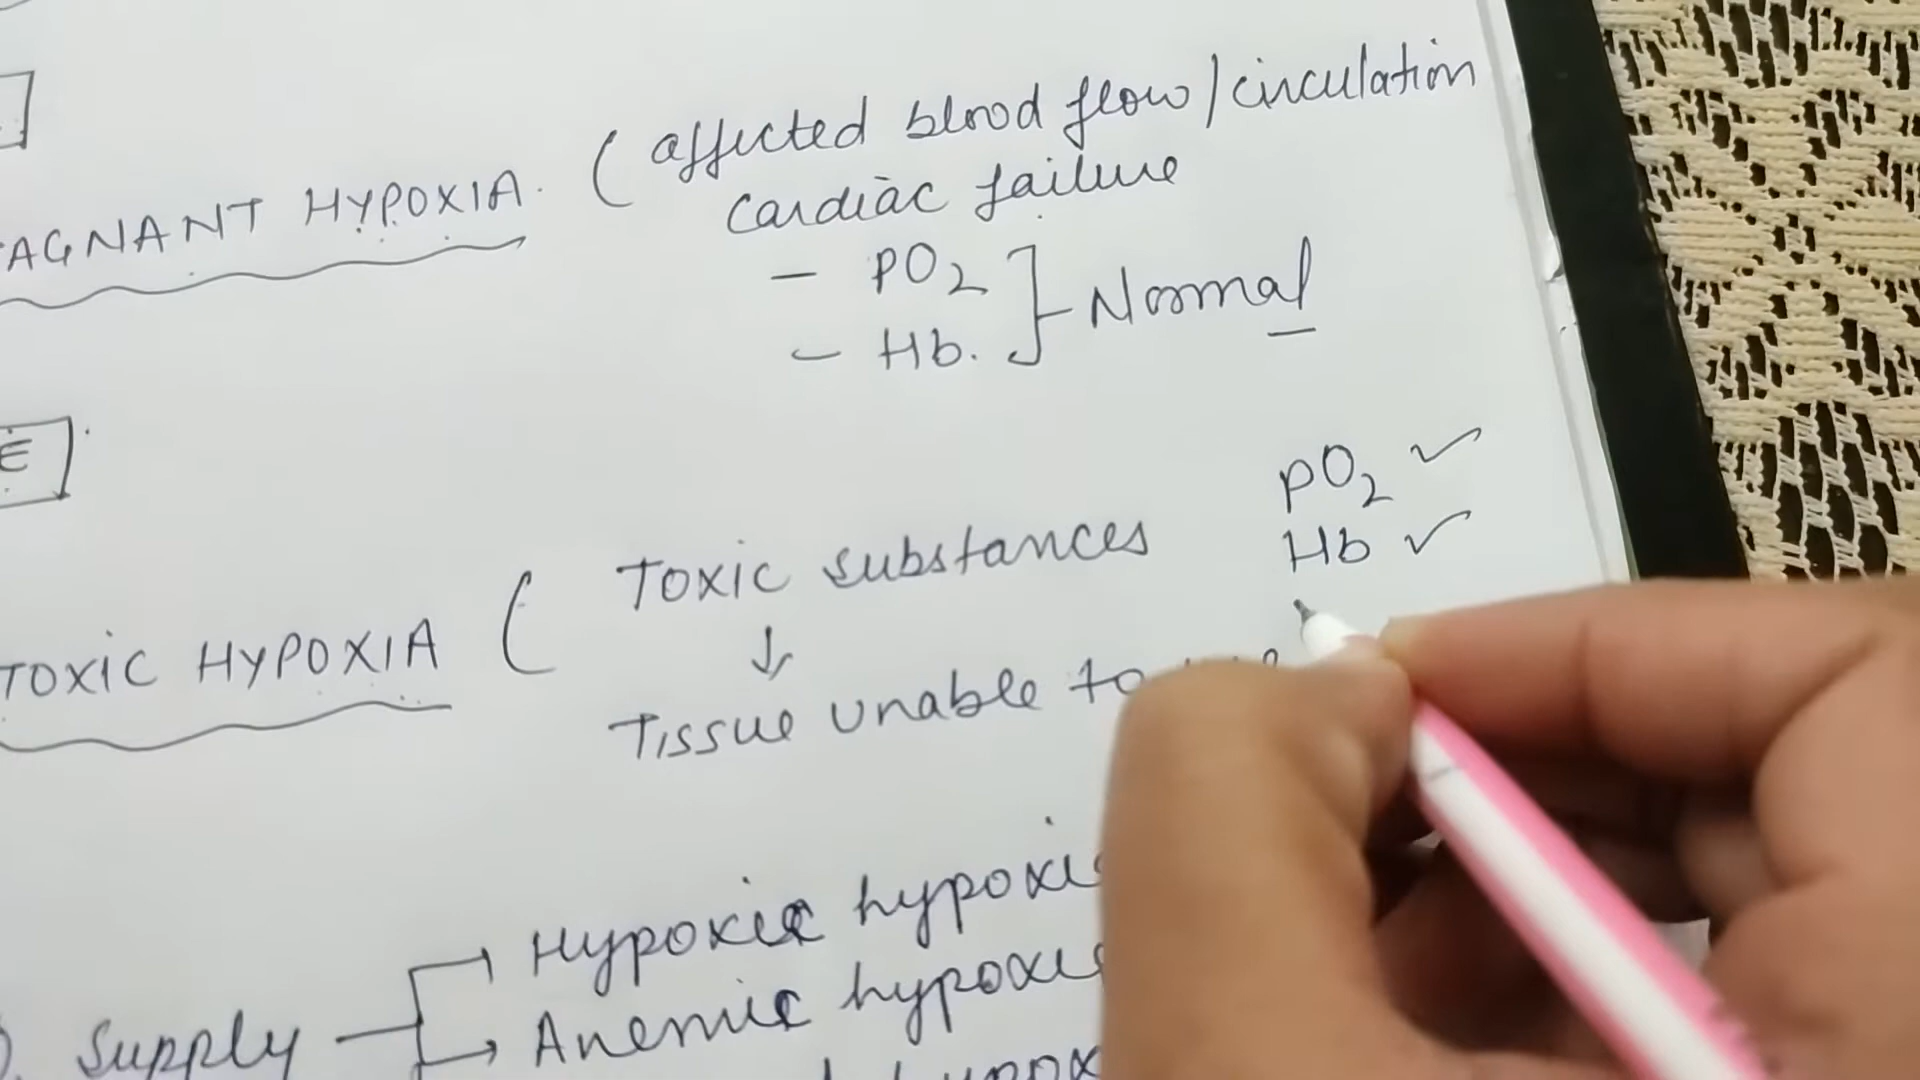 AGNANT HYPOXIA. ( affected blood flow/circulation
cardiac failure
- PO2 ] Normal
- Hb.
E
PO2 ✓
Hb ✓
Toxic substances
TOXIC HYPOXIA (
↓
Tissue unable to
Supply → Hypoxic hypoxi
→ Anemic hypoxi